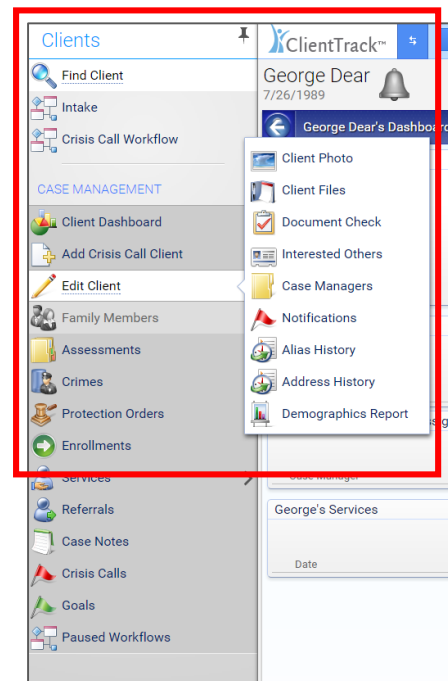 Clients
Find Client
Intake
Crisis Call Workflow
CASE MANAGEMENT
Client Dashboard
Add Crisis Call Client
Edit Client
Family Members
Assessments
Crimes
Protection Orders
Enrollments
Services
Referrals
Case Notes
Crisis Calls
Goals
Paused Workflows
ClientTrack™
George Dear
7/26/1989
George Dear's Dashboard
Client Photo
Client Files
Document Check
Interested Others
Case Managers
Notifications
Alias History
Address History
Demographics Report
Case Manager
George's Services
Date